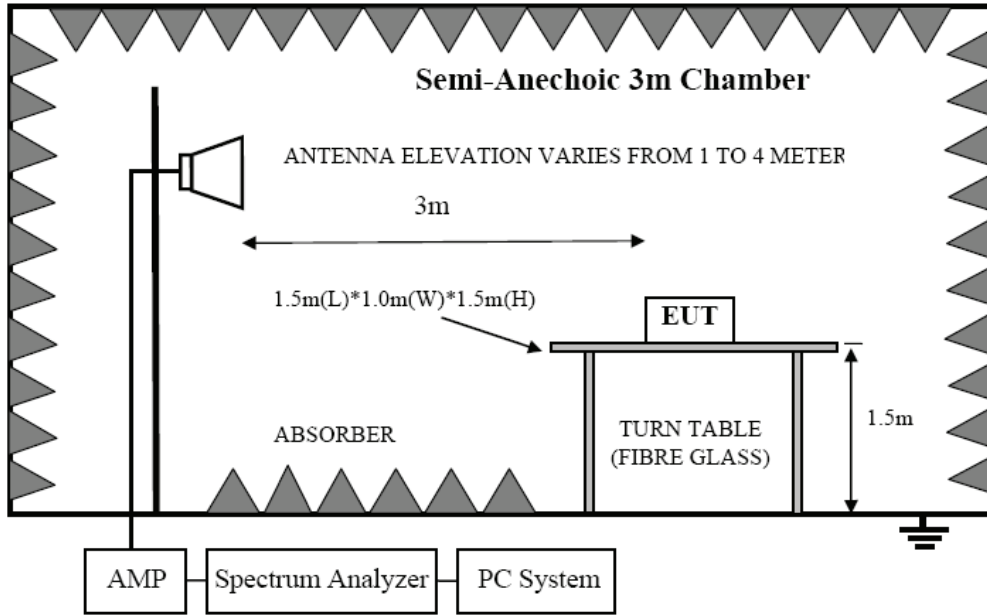 Semi-Anechoic 3m Chamber
ANTENNA ELEVATION VARIES FROM 1 TO 4 METER
3m
1.5m(L)*1.0m(W)*1.5m(H)
EUT
1.5m
ABSORBER
TURN TABLE
(FIBRE GLASS)
AMP
Spectrum Analyzer
PC System